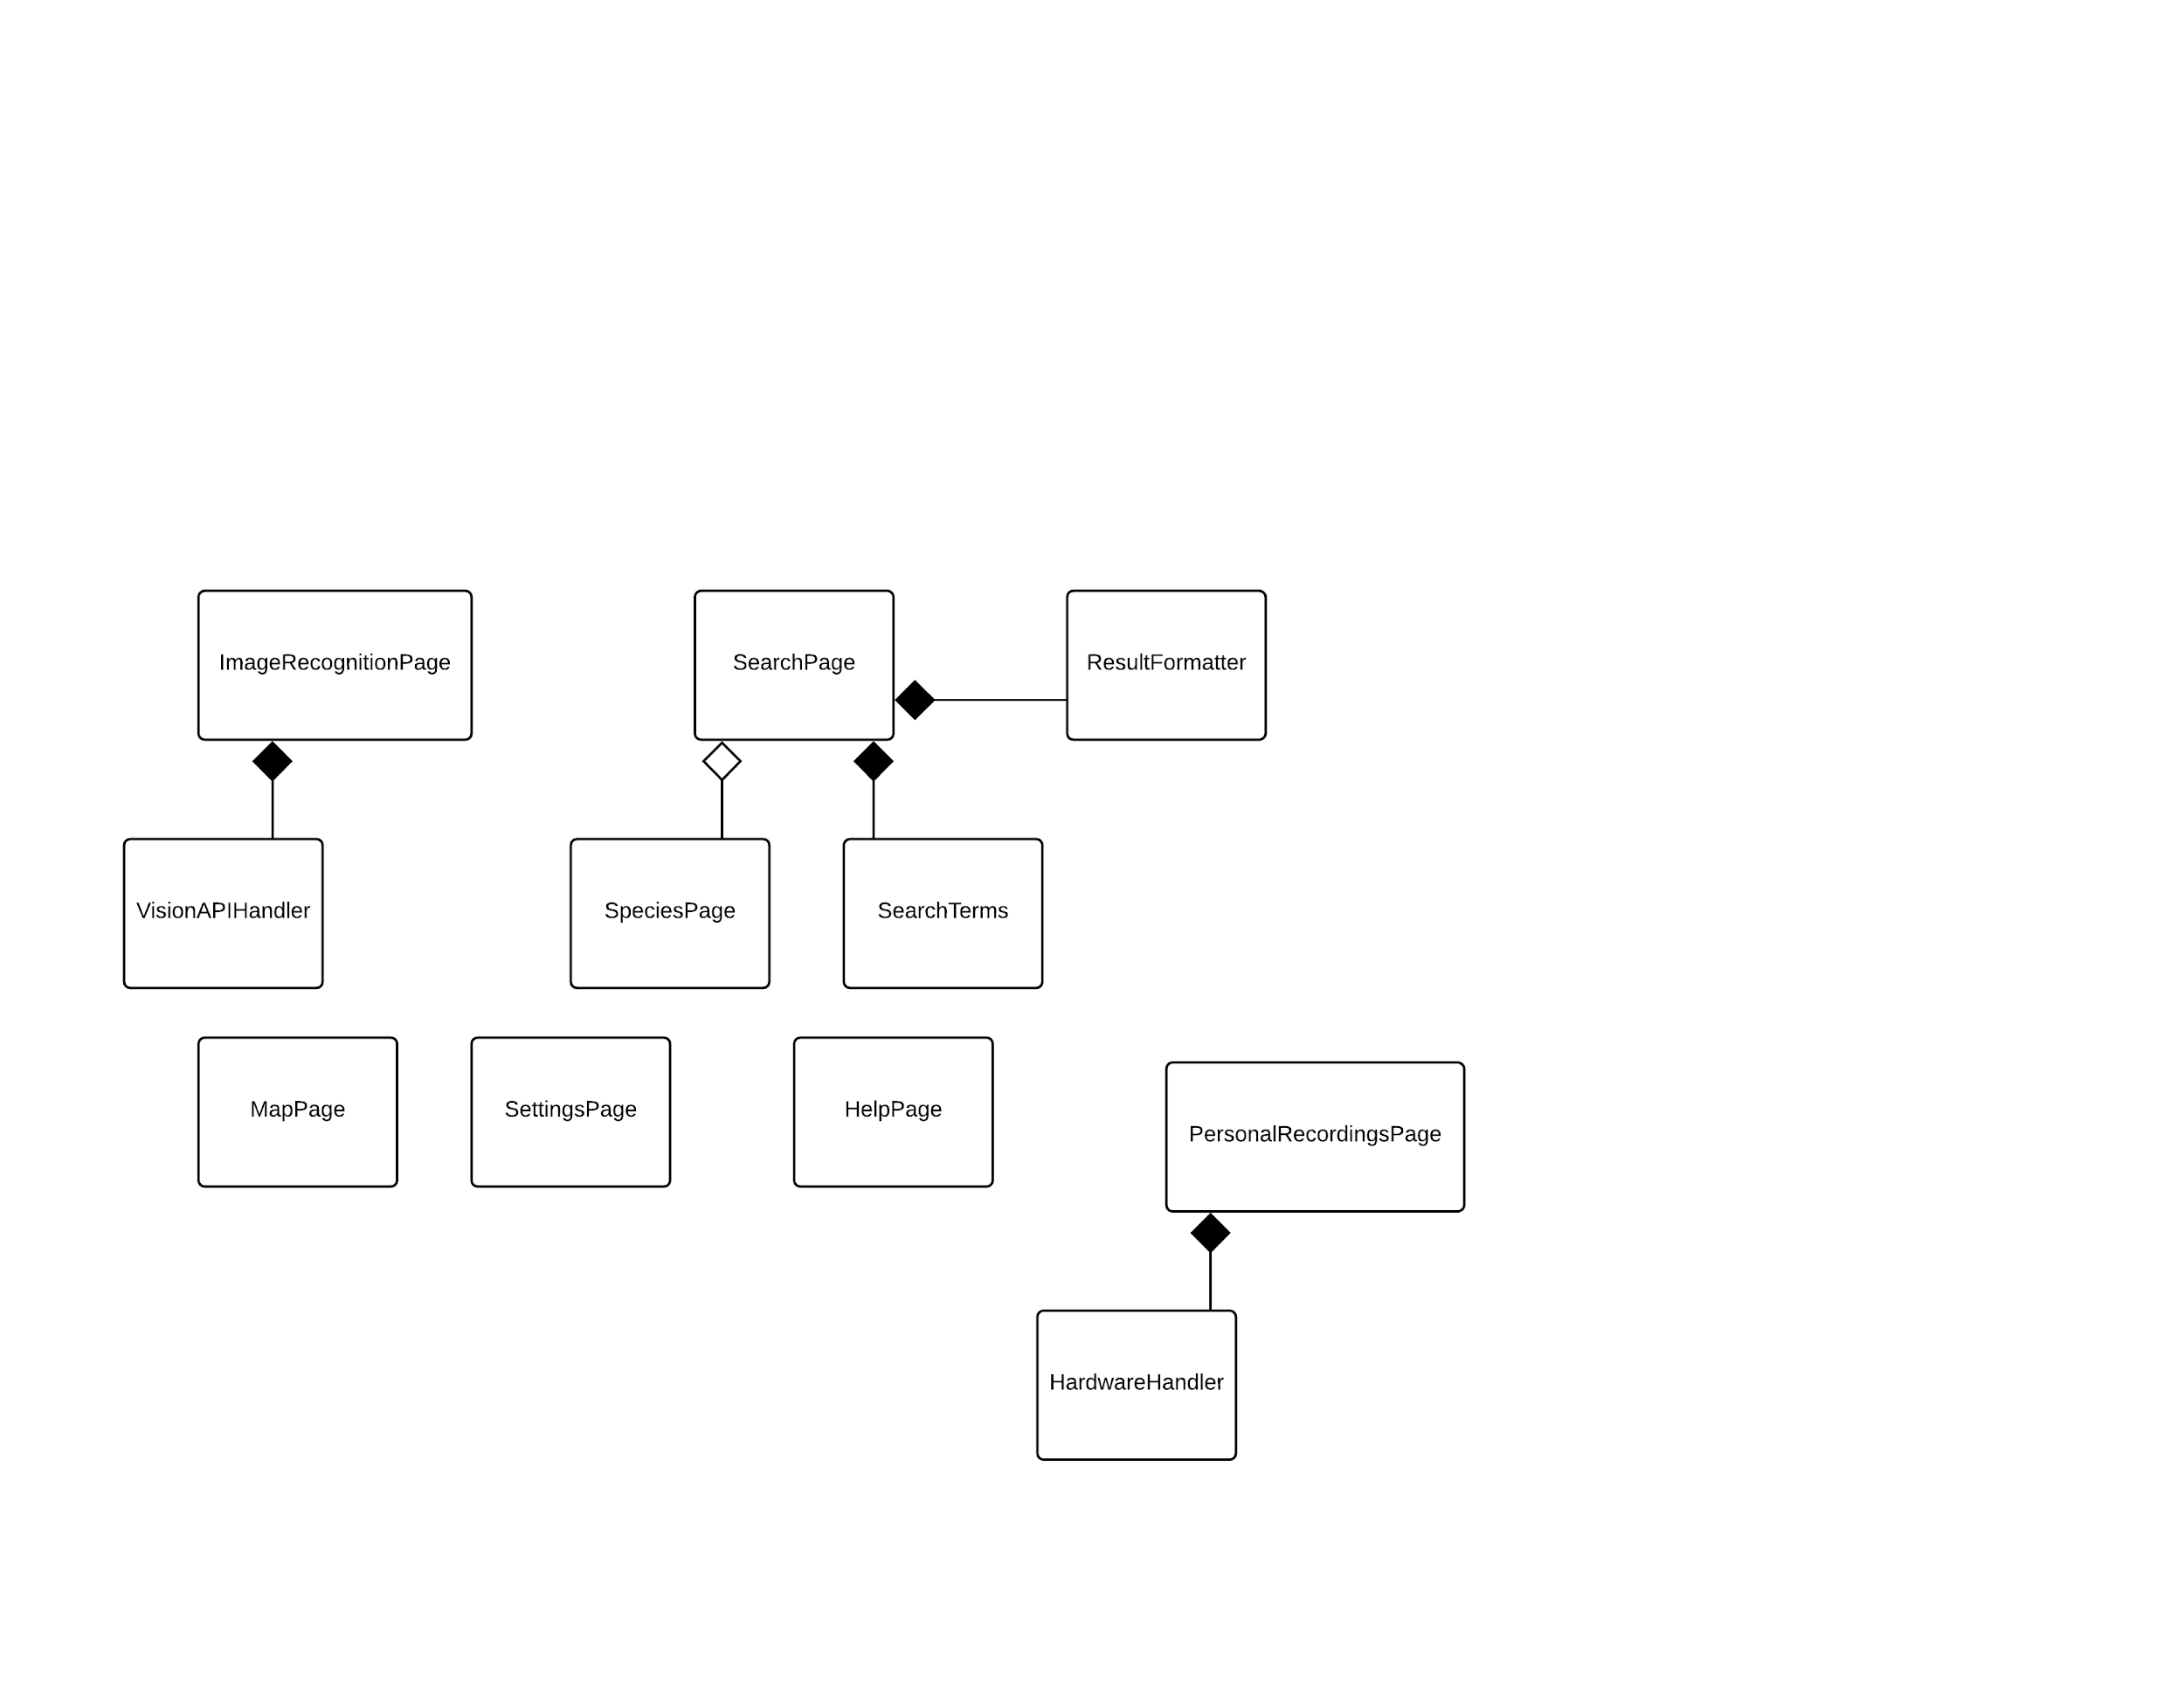 ImageRecognitionPage
SearchPage
ResultFormatter
VisionAPIHandler
SpeciesPage
SearchTerms
MapPage
SettingsPage
HelpPage
PersonalRecordingsPage
HardwareHandler